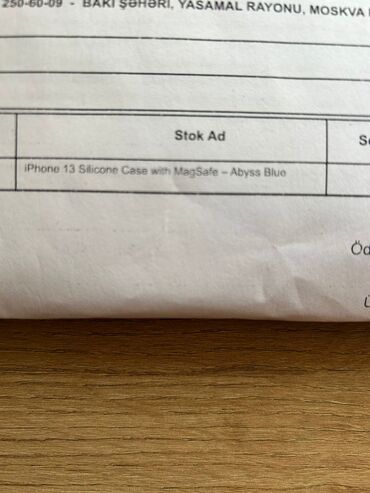 250-60-09 - BAKI ŞƏHƏRİ, YASAMAL RAYONU, MOSKVA
Stok Ad
iPhone 13 Silicone Case with MagSafe – Abyss Blue